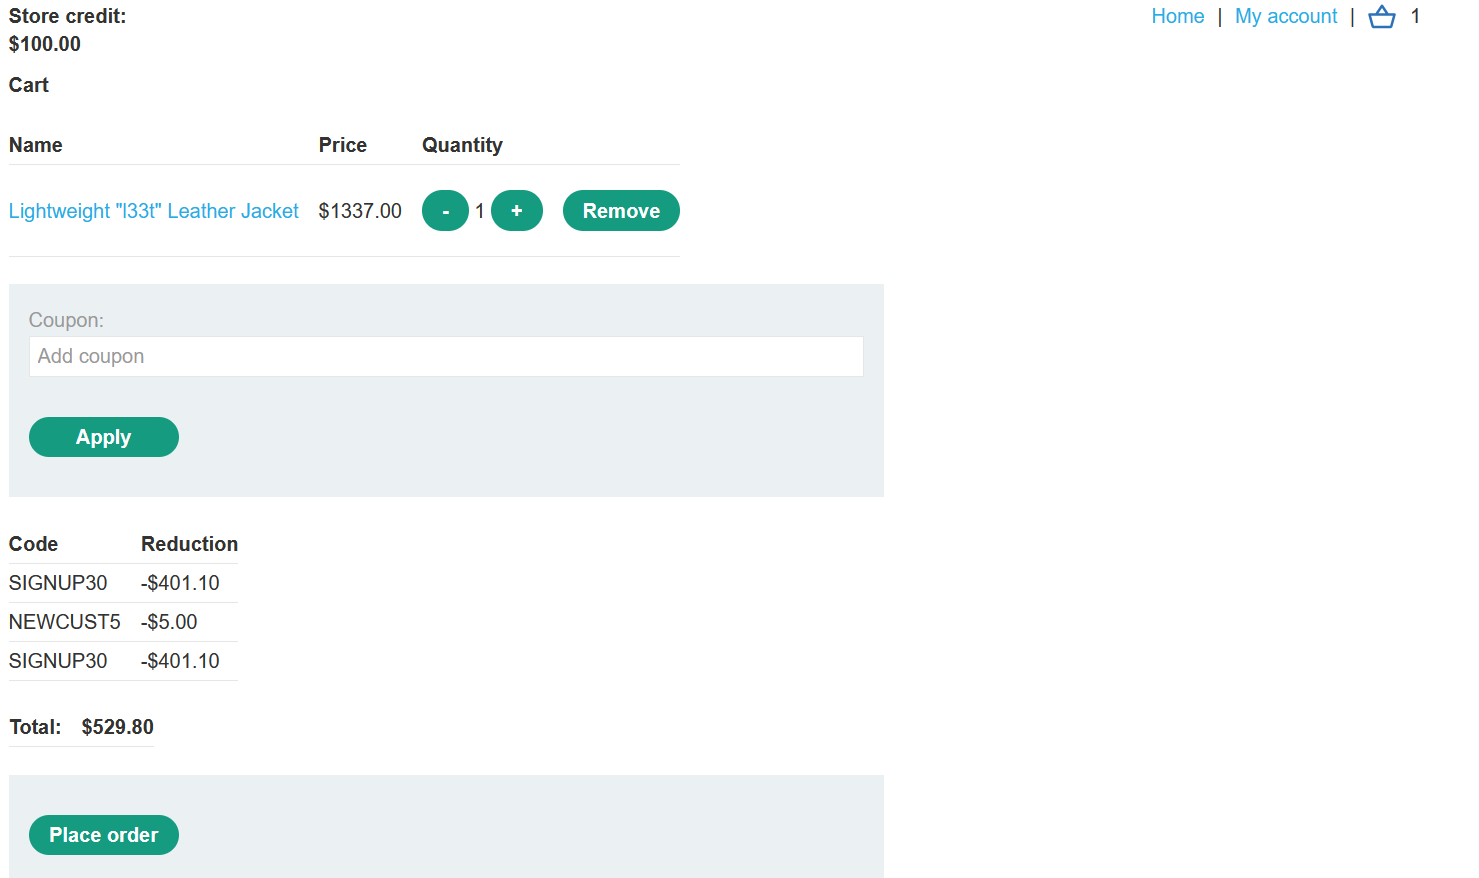 Store credit:
$100.00
Home | My account | 1
Cart
Name Price Quantity
Lightweight "l33t" Leather Jacket $1337.00 - 1 + Remove
Coupon:
Add coupon
Apply
Code Reduction
SIGNUP30 -$401.10
NEWCUST5 -$5.00
SIGNUP30 -$401.10
Total: $529.80
Place order